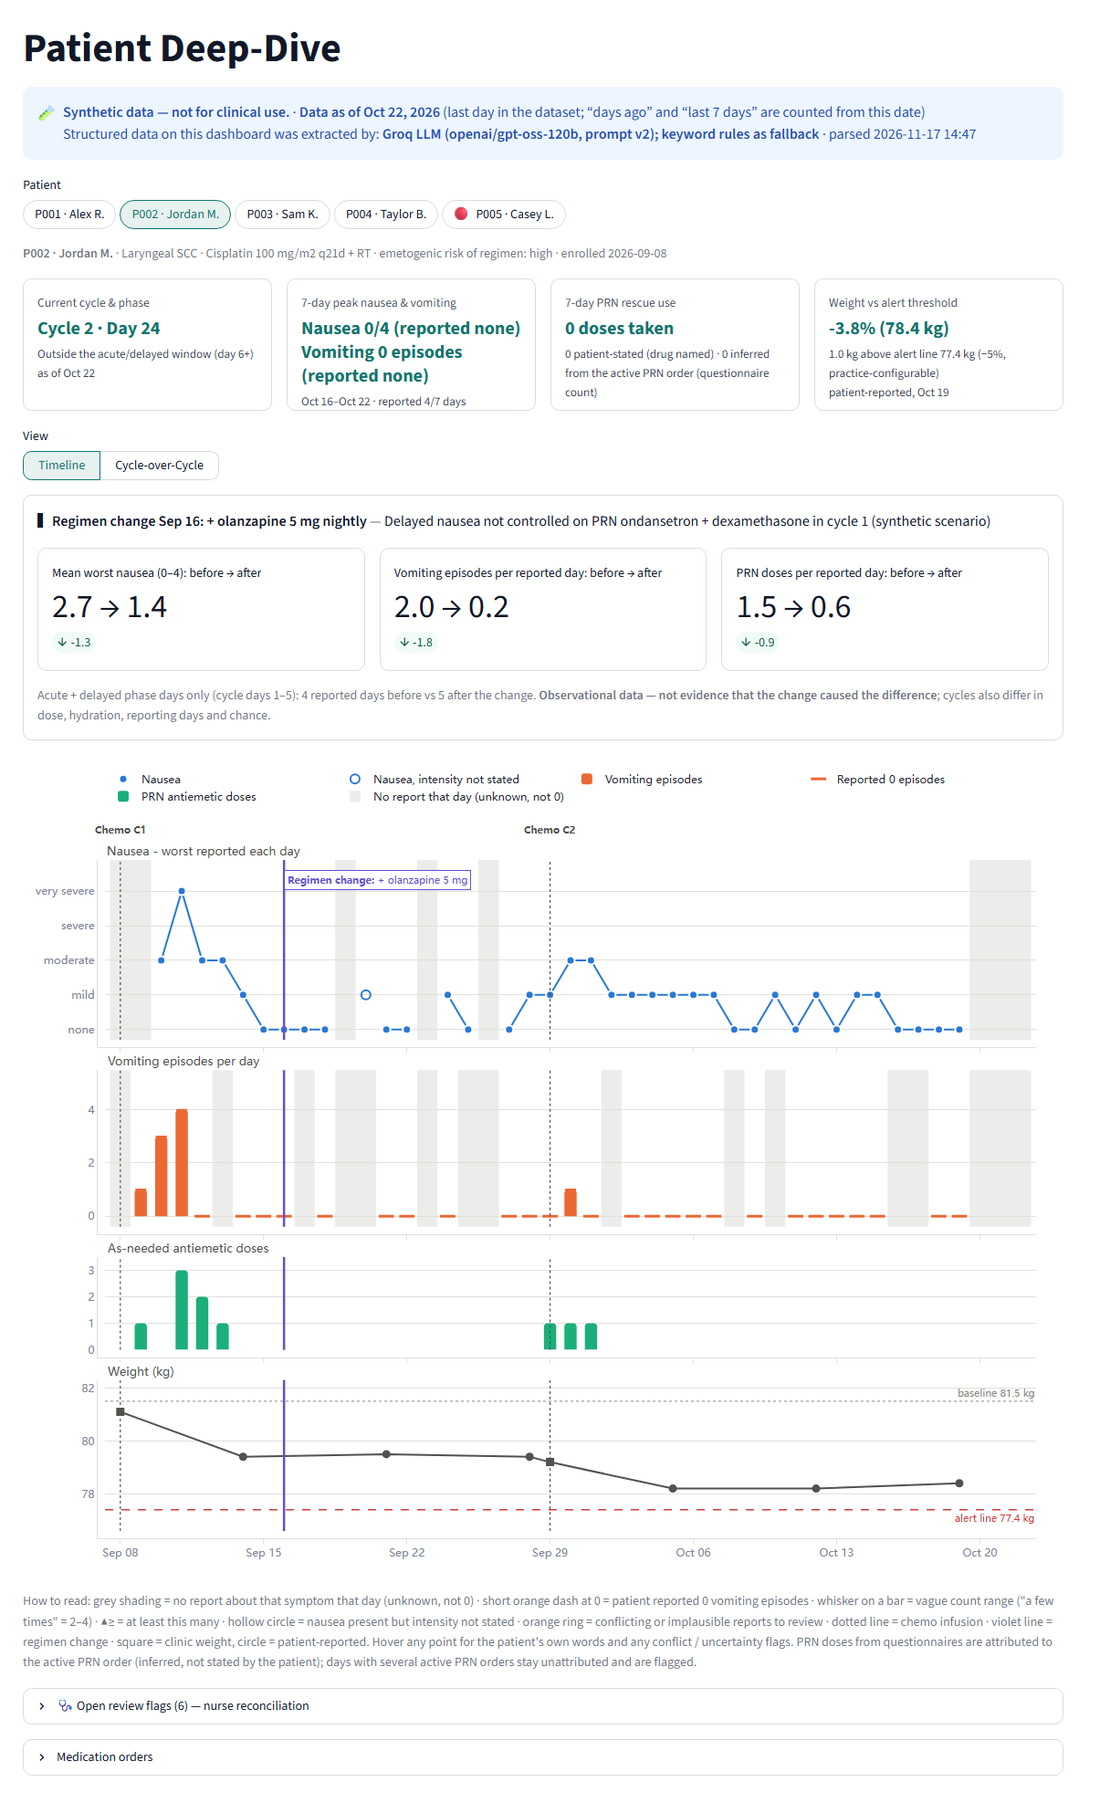 Patient Deep-Dive
Synthetic data — not for clinical use. · Data as of Oct 22, 2026 (last day in the dataset; “days ago” and “last 7 days” are counted from this date)
Structured data on this dashboard was extracted by: Groq LLM (openai/gpt-oss-120b, prompt v2); keyword rules as fallback · parsed 2026-11-17 14:47
Patient
P001 · Alex R.
P002 · Jordan M.
P003 · Sam K.
P004 · Taylor B.
P005 · Casey L.
P002 · Jordan M. · Laryngeal SCC · Cisplatin 100 mg/m2 q21d + RT · emetogenic risk of regimen: high · enrolled 2026-09-08
Current cycle & phase
Cycle 2 · Day 24
Outside the acute/delayed window (day 6+)
as of Oct 22
7-day peak nausea & vomiting
Nausea 0/4 (reported none)
Vomiting 0 episodes
(reported none)
Oct 16–Oct 22 · reported 4/7 days
7-day PRN rescue use
0 doses taken
0 patient-stated (drug named) · 0 inferred
from the active PRN order (questionnaire
count)
Weight vs alert threshold
-3.8% (78.4 kg)
1.0 kg above alert line 77.4 kg (−5%,
practice-configurable)
patient-reported, Oct 19
View
Timeline
Cycle-over-Cycle
Regimen change Sep 16: + olanzapine 5 mg nightly — Delayed nausea not controlled on PRN ondansetron + dexamethasone in cycle 1 (synthetic scenario)
Mean worst nausea (0–4): before → after
2.7 → 1.4
↓ -1.3
Vomiting episodes per reported day: before → after
2.0 → 0.2
↓ -1.8
PRN doses per reported day: before → after
1.5 → 0.6
↓ -0.9
Acute + delayed phase days only (cycle days 1–5): 4 reported days before vs 5 after the change. Observational data — not evidence that the change caused the difference; cycles also differ in
dose, hydration, reporting days and chance.
Nausea
Nausea, intensity not stated
Vomiting episodes
Reported 0 episodes
PRN antiemetic doses
No report that day (unknown, not 0)
Chemo C1
Chemo C2
Nausea - worst reported each day
Regimen change: + olanzapine 5 mg
very severe
severe
moderate
mild
none
Vomiting episodes per day
4
2
0
As-needed antiemetic doses
3
2
1
0
Weight (kg)
82
80
78
baseline 81.5 kg
alert line 77.4 kg
Sep 08
Sep 15
Sep 22
Sep 29
Oct 06
Oct 13
Oct 20
How to read: grey shading = no report about that symptom that day (unknown, not 0) · short orange dash at 0 = patient reported 0 vomiting episodes · whisker on a bar = vague count range ("a few
times" = 2–4) · ▲≥ = at least this many · hollow circle = nausea present but intensity not stated · orange ring = conflicting or implausible reports to review · dotted line = chemo infusion · violet line =
regimen change · square = clinic weight, circle = patient-reported. Hover any point for the patient's own words and any conflict / uncertainty flags. PRN doses from questionnaires are attributed to
the active PRN order (inferred, not stated by the patient); days with several active PRN orders stay unattributed and are flagged.
Open review flags (6) — nurse reconciliation
Medication orders